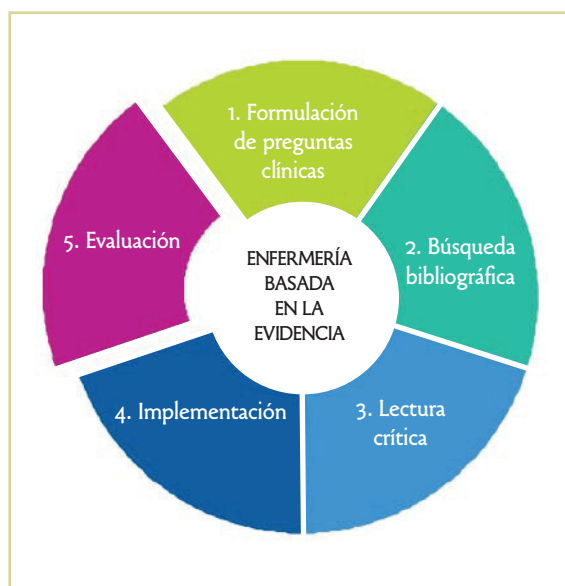 1. Formulación
de preguntas
clínicas
2. Búsqueda
bibliográfica
3. Lectura
crítica
4. Implementación
5. Evaluación
ENFERMERÍA
BASADA
EN LA
EVIDENCIA